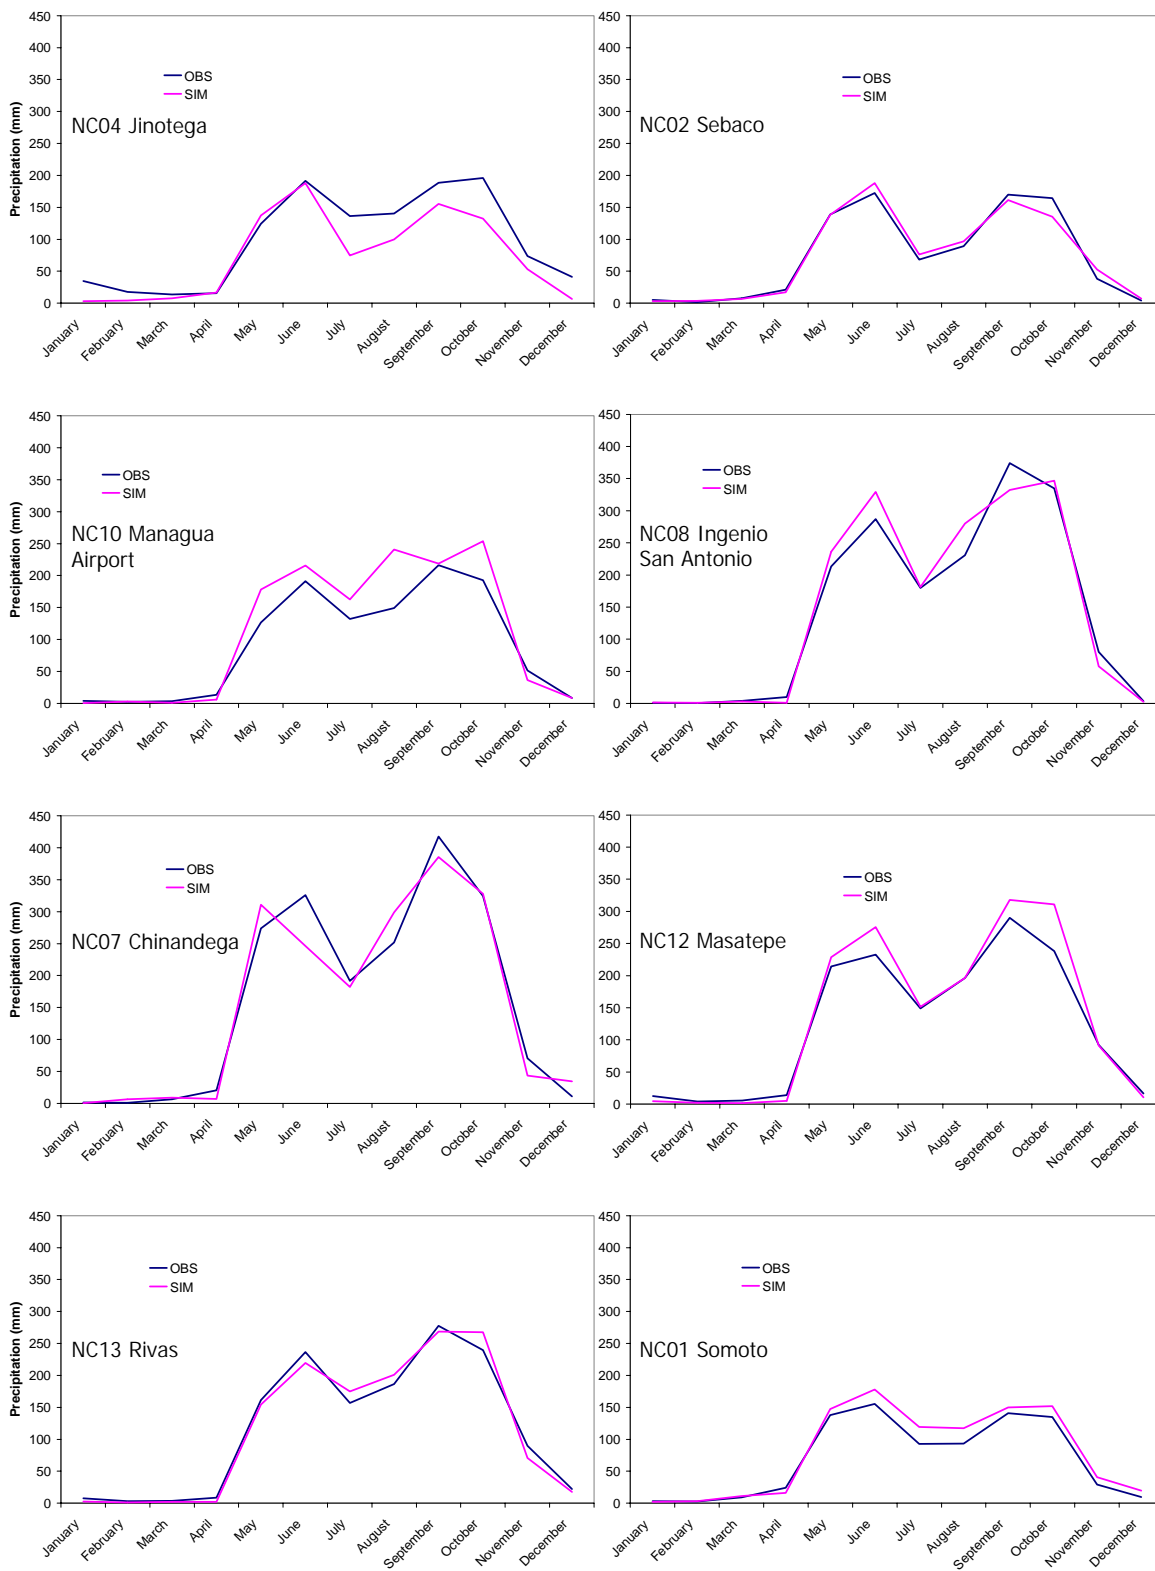 450
400
350
300
250
200
150
100
50
0
Precipitation (mm)
OBS
SIM
NC04 Jinotega
January
February
March
April
May
June
July
August
September
October
November
December
450
400
350
300
250
200
150
100
50
0
OBS
SIM
NC02 Sebaco
January
February
March
April
May
June
July
August
September
October
November
December
450
400
350
300
250
200
150
100
50
0
Precipitation (mm)
OBS
SIM
NC10 Managua
Airport
January
February
March
April
May
June
July
August
September
October
November
December
450
400
350
300
250
200
150
100
50
0
OBS
SIM
NC08 Ingenio
San Antonio
January
February
March
April
May
June
July
August
September
October
November
December
450
400
350
300
250
200
150
100
50
0
Precipitation (mm)
OBS
SIM
NC07 Chinandega
January
February
March
April
May
June
July
August
September
October
November
December
450
400
350
300
250
200
150
100
50
0
OBS
SIM
NC12 Masatepe
January
February
March
April
May
June
July
August
September
October
November
December
450
400
350
300
250
200
150
100
50
0
Precipitation (mm)
OBS
SIM
NC13 Rivas
January
February
March
April
May
June
July
August
September
October
November
December
450
400
350
300
250
200
150
100
50
0
OBS
SIM
NC01 Somoto
January
February
March
April
May
June
July
August
September
October
November
December